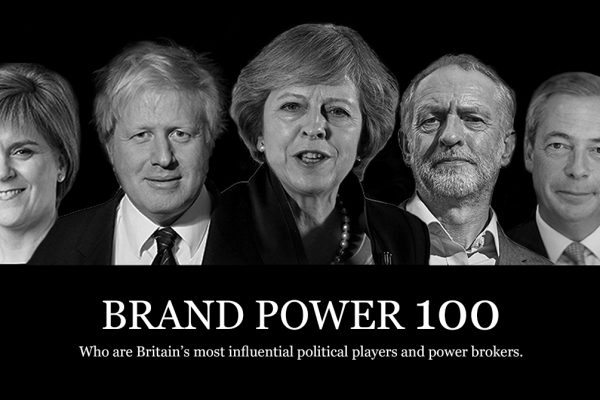 BRAND POWER 100
Who are Britain's most influential political players and power brokers.